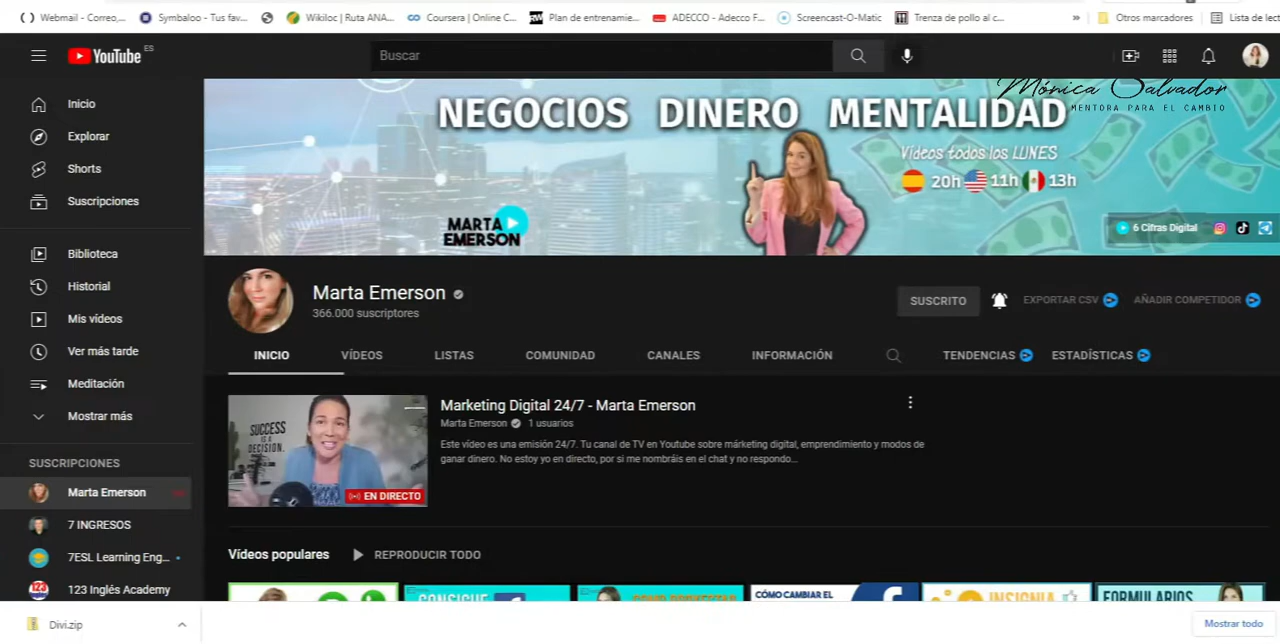 Webmail - Correo,...
Symbaloo - Tus fav...
Wikiloc | Ruta ANA...
Coursera | Online C...
Plan de entrenamie...
ADECCO - Adecco F...
Screencast-O-Matic
Trenza de pollo al c...
»
Otros marcadores
Lista de lect
YouTube ES
Buscar
Inicio
Explorar
Shorts
Suscripciones
Biblioteca
Historial
Mis vídeos
Ver más tarde
Meditación
Mostrar más
SUSCRIPCIONES
Marta Emerson
7 INGRESOS
7ESL Learning Eng...
123 Inglés Academy
Mónica Salvador
MENTORA PARA EL CAMBIO
NEGOCIOS DINERO MENTALIDAD
Vídeos todos los LUNES
20h 11h 13h
MARTA
EMERSON
6 Cifras Digital
Marta Emerson
366.000 suscriptores
SUSCRITO
EXPORTAR CSV
AÑADIR COMPETIDOR
INICIO
VÍDEOS
LISTAS
COMUNIDAD
CANALES
INFORMACIÓN
TENDENCIAS
ESTADÍSTICAS
SUCCESS
IS A
DECISION.
EN DIRECTO
Marketing Digital 24/7 - Marta Emerson
Marta Emerson 1 usuarios
Este vídeo es una emisión 24/7. Tu canal de TV en Youtube sobre márketing digital, emprendimiento y modos de
ganar dinero. No estoy yo en directo, por si me nombráis en el chat y no respondo...
Vídeos populares
REPRODUCIR TODO
CONSIGUE
CÓMO CAMBIAR EL
INSIGNIA
FORMULARIOS
Divi.zip
Mostrar todo